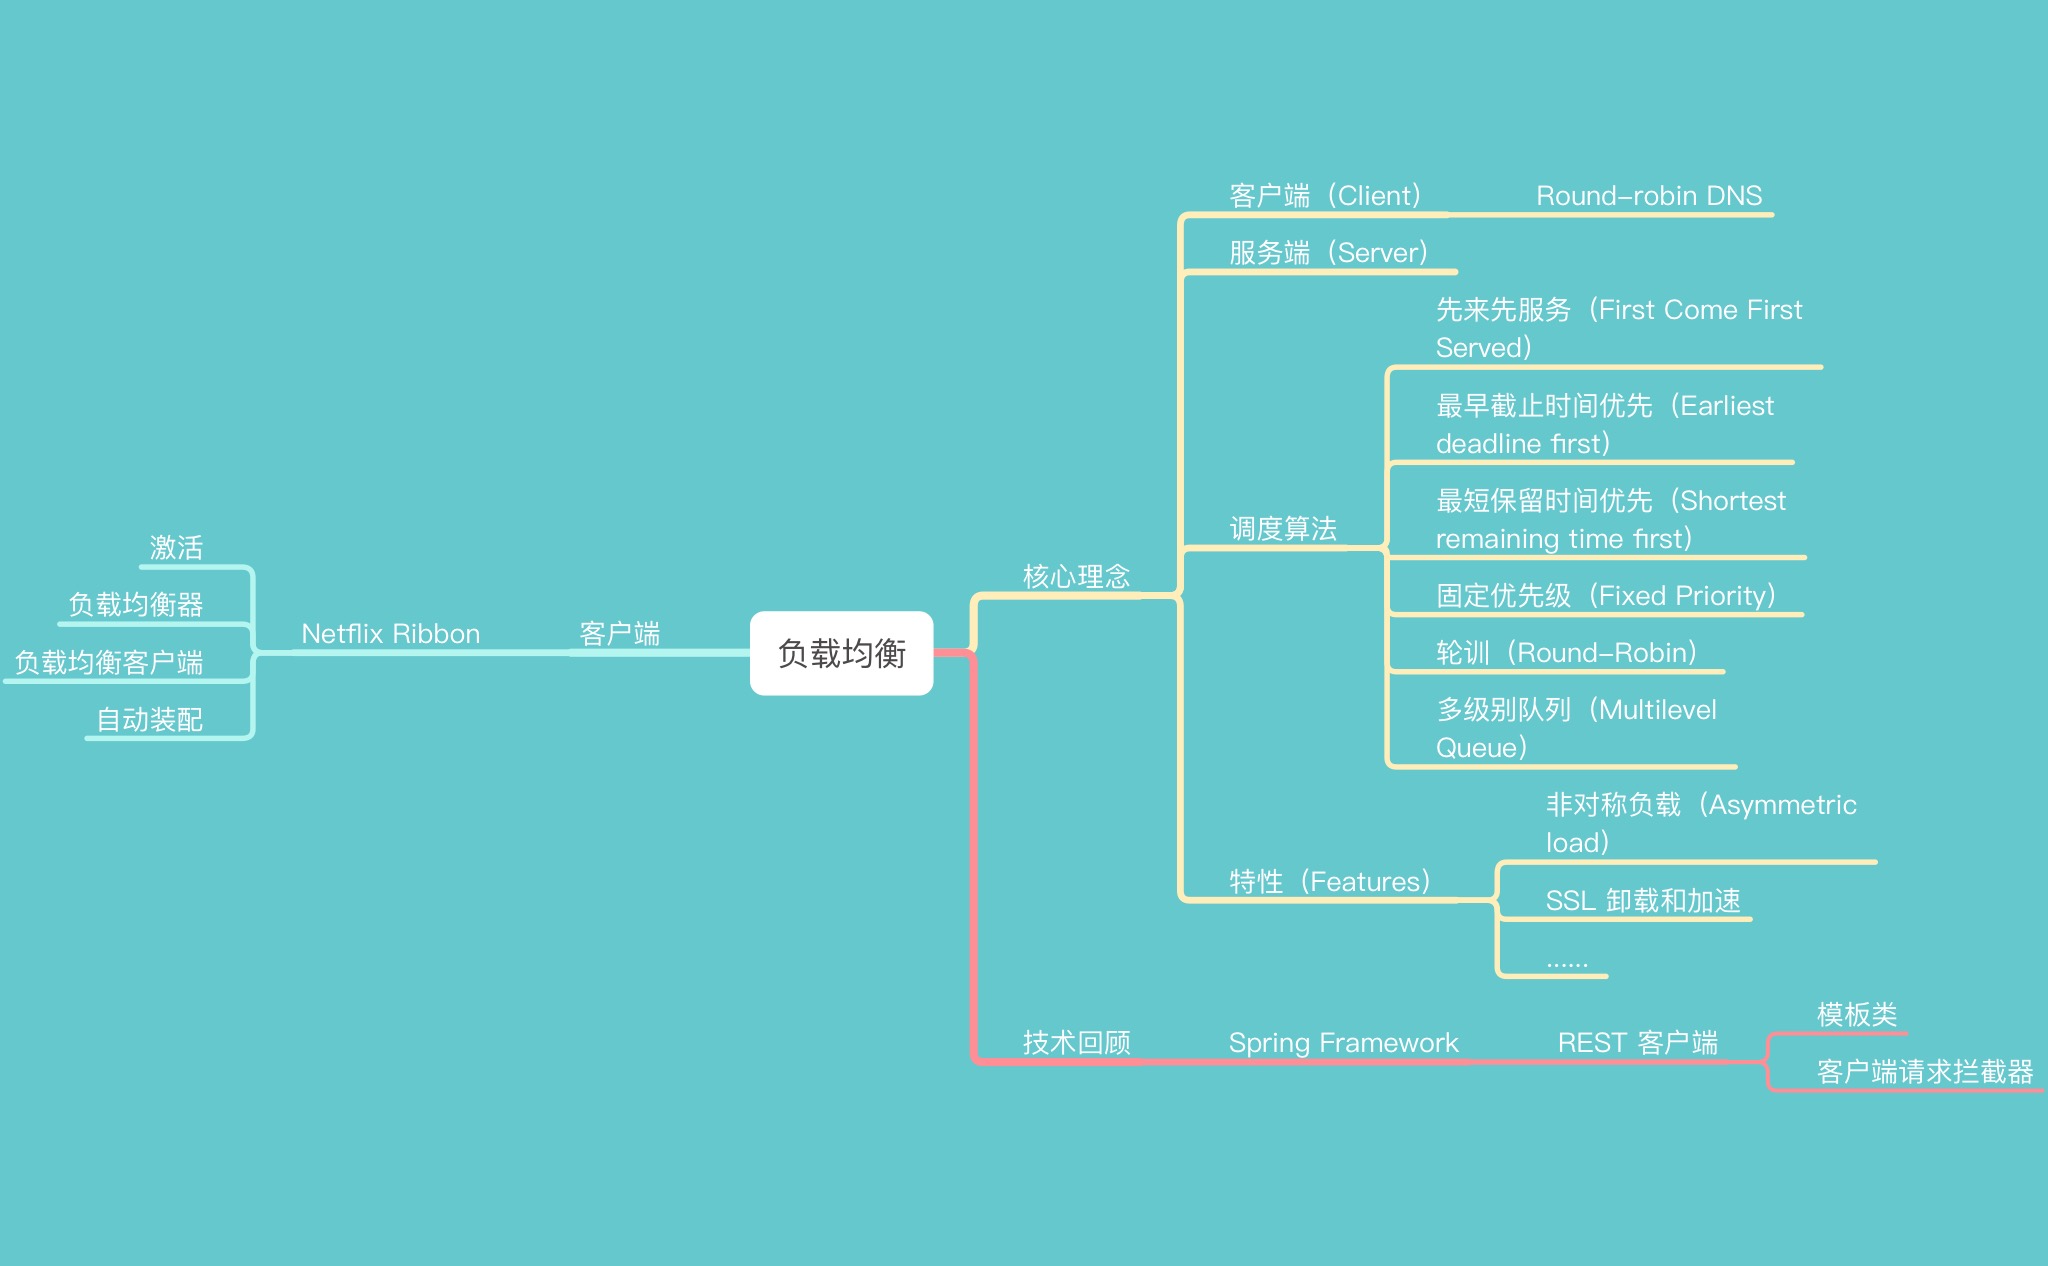 负载均衡
核心理念
客户端（Client）
Round-robin DNS
服务端（Server）
调度算法
先来先服务（First Come First
Served）
最早截止时间优先（Earliest
deadline first）
最短保留时间优先（Shortest
remaining time first）
固定优先级（Fixed Priority）
轮训（Round-Robin）
多级别队列（Multilevel
Queue）
特性（Features）
非对称负载（Asymmetric
load）
SSL 卸载和加速
......
技术回顾
Spring Framework
REST 客户端
模板类
客户端请求拦截器
客户端
Netflix Ribbon
激活
负载均衡器
负载均衡客户端
自动装配